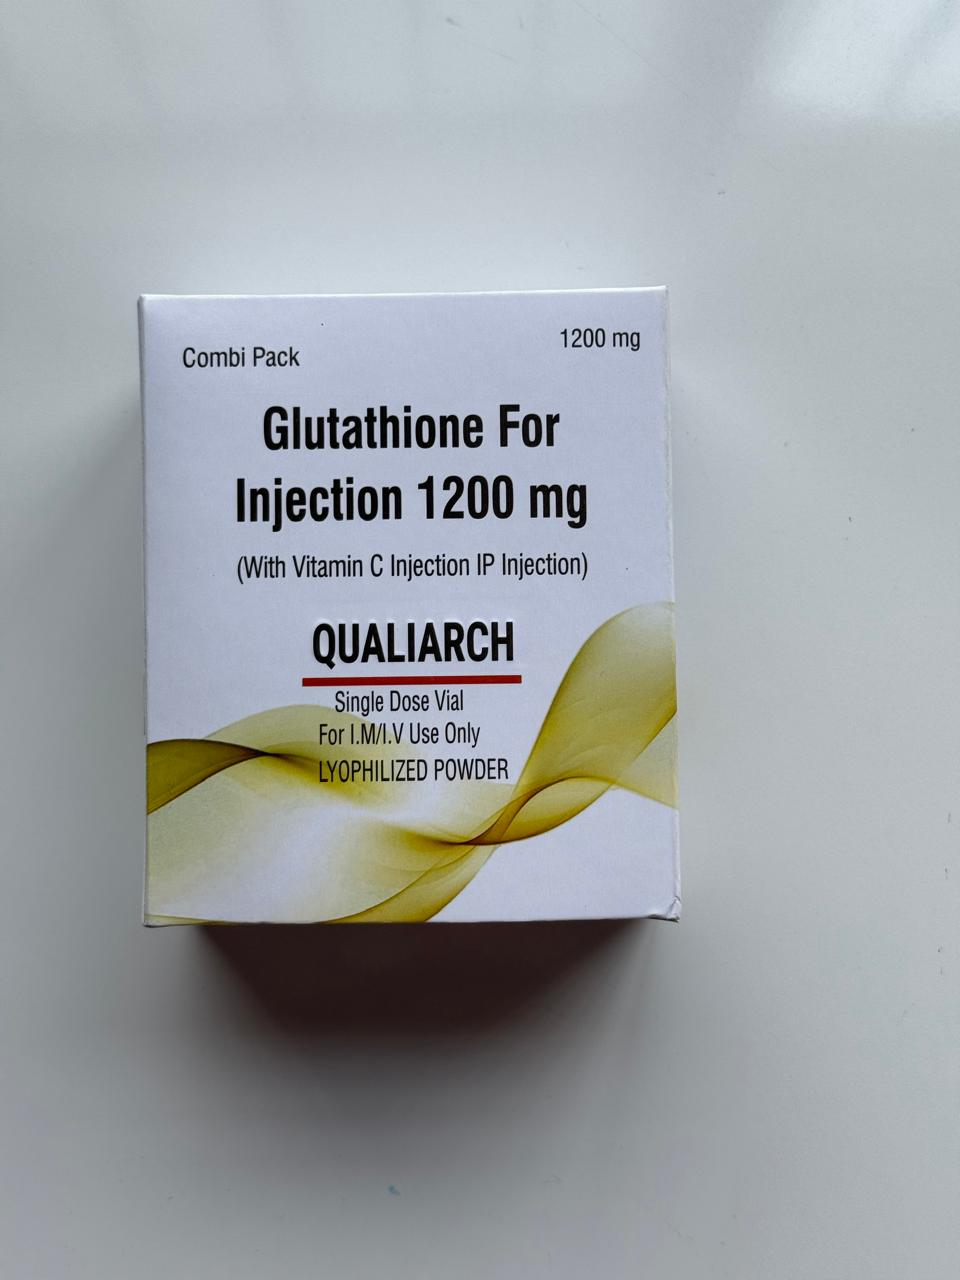 Combi Pack
1200 mg
Glutathione For
Injection 1200 mg
(With Vitamin C Injection IP Injection)
QUALIARCH
Single Dose Vial
For I.M/I.V Use Only
LYOPHILIZED POWDER